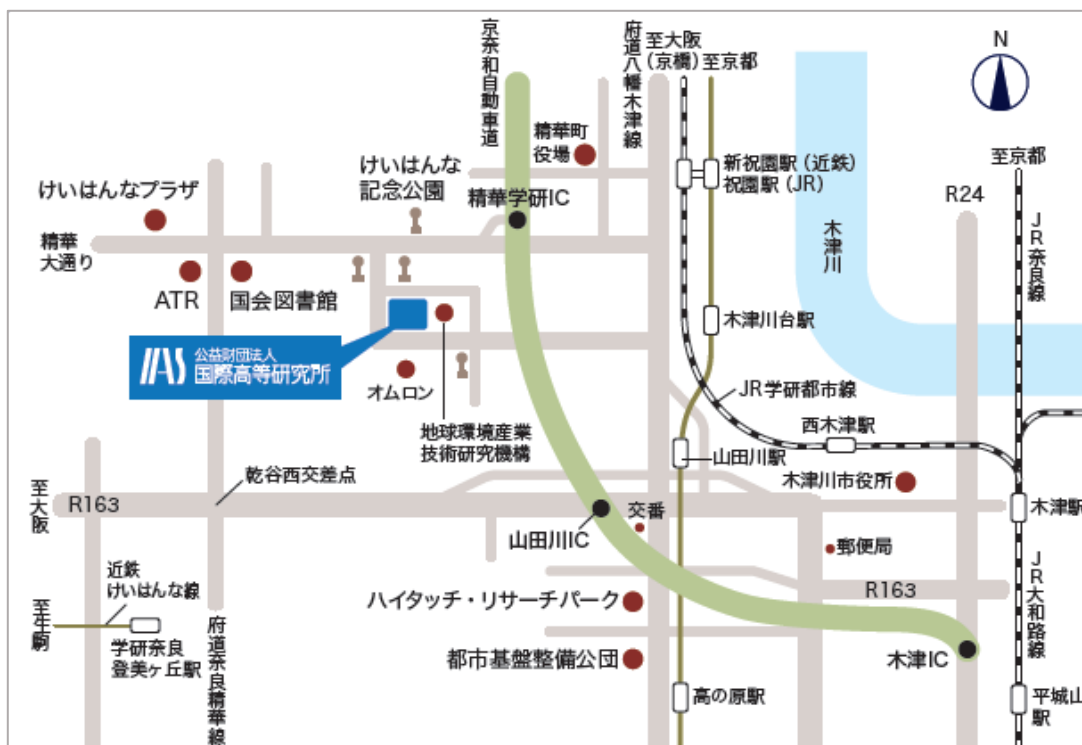 京奈和自動車道
府道八幡木津線
至大阪
(京橋)
至京都
N
精華町
役場
けいはんな
記念公園
新祝園駅(近鉄)
祝園駅(JR)
至京都
けいはんなプラザ
精華学研IC
R24
精華
大通り
木津川
JR奈良線
ATR
国会図書館
木津川台駅
IIAS
公益財団法人
国際高等研究所
オムロン
JR学研都市線
西木津駅
地球環境産業
技術研究機構
山田川駅
乾谷西交差点
木津川市役所
至大阪
R163
交番
木津駅
山田川IC
郵便局
近鉄
けいはんな線
R163
JR大和路線
至生駒
ハイタッチ・リサーチパーク
学研奈良
登美ヶ丘駅
府道奈良精華線
都市基盤整備公団
木津IC
高の原駅
平城山
駅